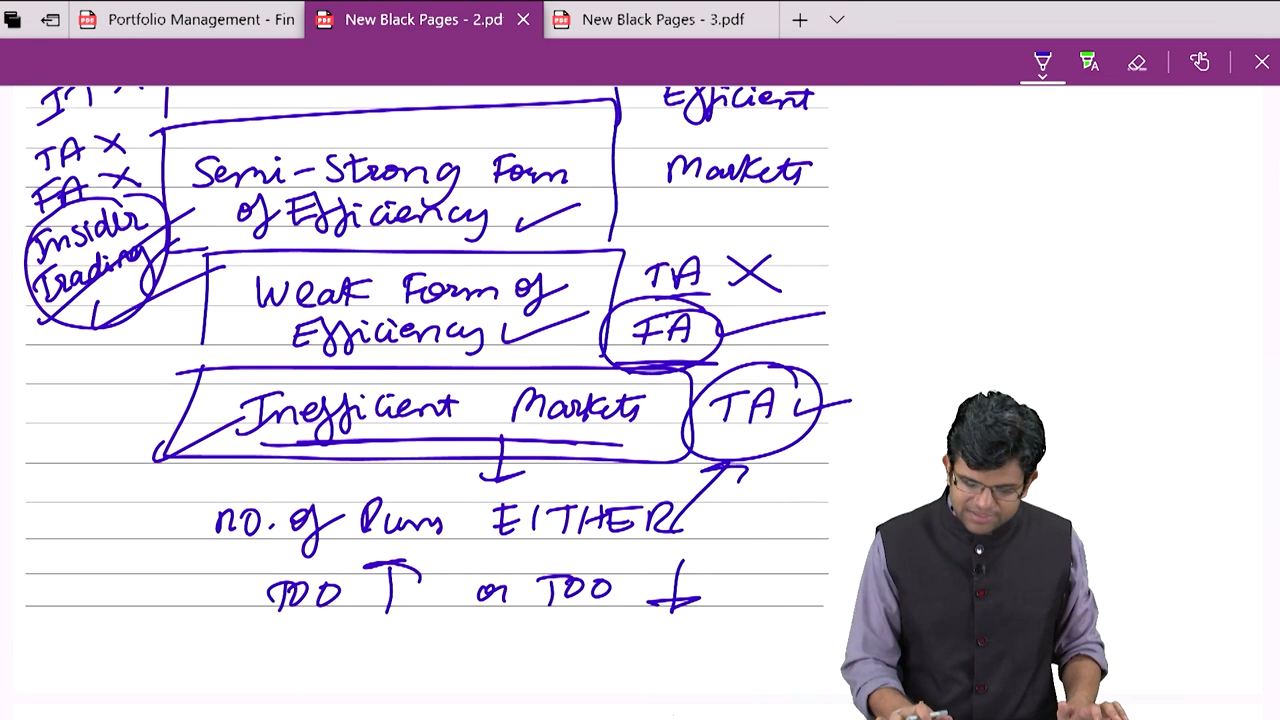 Portfolio Management - Fin
New Black Pages - 2.pd
New Black Pages - 3.pdf
Efficient
Markets
TA X
FA X
Insider
Trading
Semi-Strong Form
of Efficiency ✓
Weak Form of
Efficiency ✓
TA X
FA ✓
Inefficient Markets
TA ✓
NO. of Runs EITHER
TOO ↑ or TOO ↓